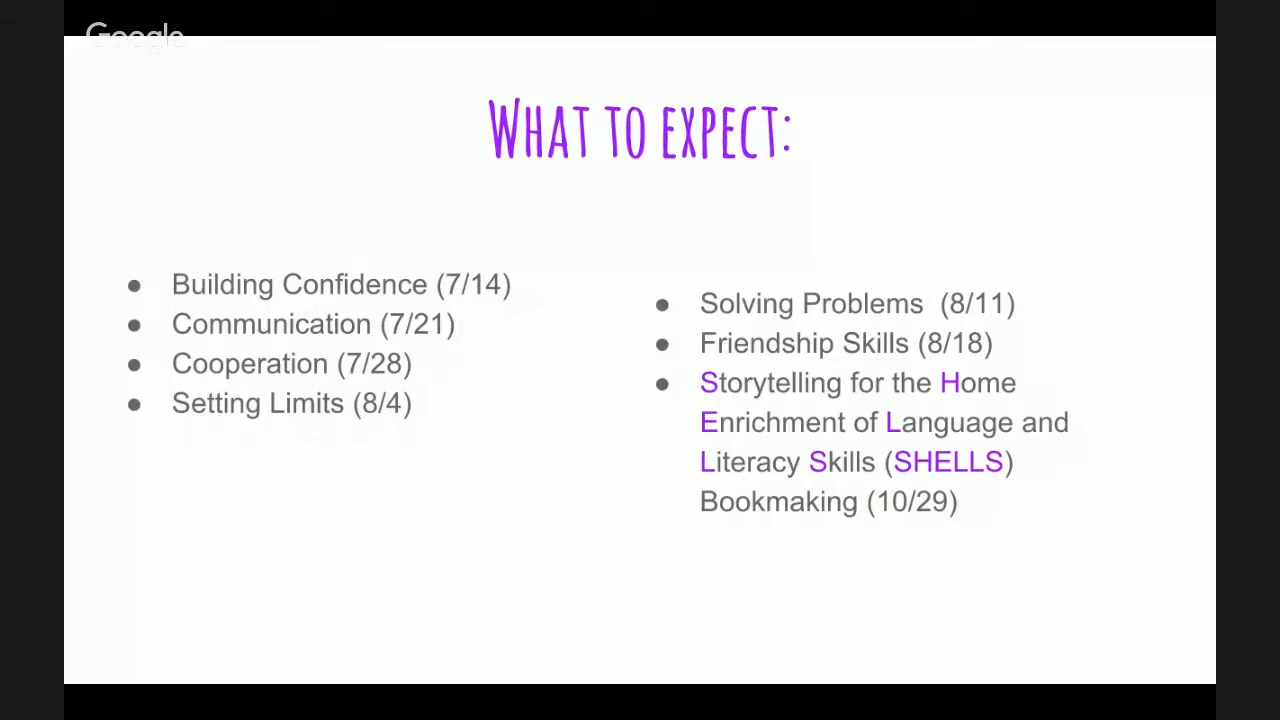 Google
What to expect:
● Building Confidence (7/14)
● Communication (7/21)
● Cooperation (7/28)
● Setting Limits (8/4)
● Solving Problems  (8/11)
● Friendship Skills (8/18)
● Storytelling for the Home
Enrichment of Language and
Literacy Skills (SHELLS)
Bookmaking (10/29)